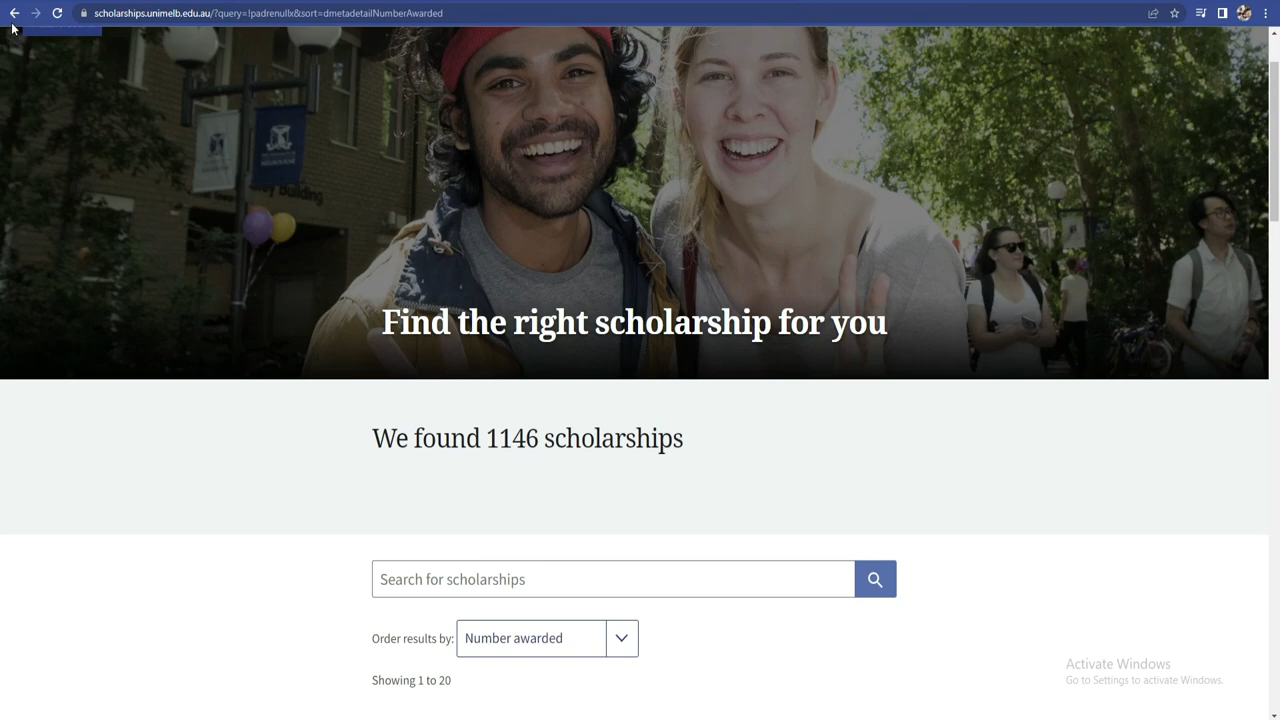 scholarships.unimelb.edu.au/?query=!padrenullx&sort=dmetadetailNumberAwarded
MELBOURNE
Building
Find the right scholarship for you
We found 1146 scholarships
Search for scholarships
Order results by: Number awarded
Showing 1 to 20
Activate Windows
Go to Settings to activate Windows.